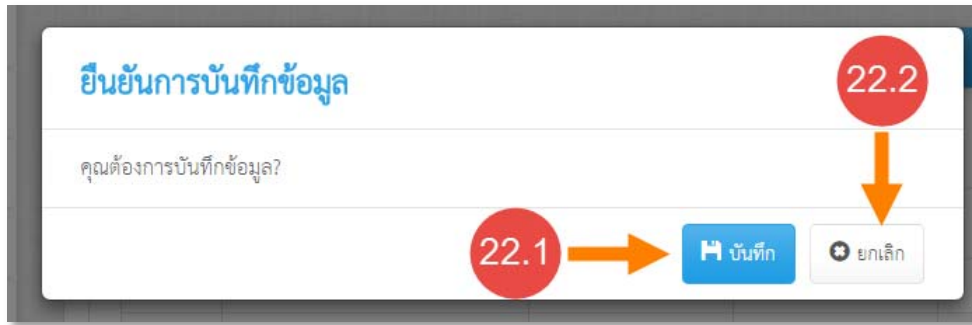 ยืนยันการบันทึกข้อมูล
22.2
คุณต้องการบันทึกข้อมูล?
22.1
บันทึก
ยกเลิก